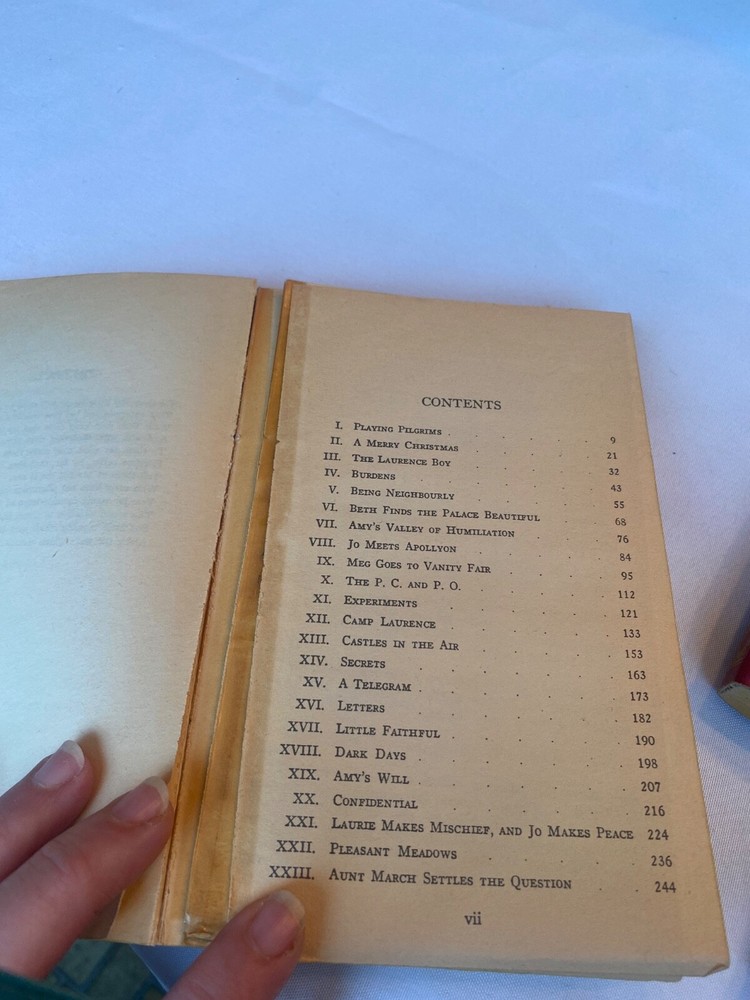 CONTENTS
I. PLAYING PILGRIMS . . . . . 9
II. A MERRY CHRISTMAS . . . . 21
III. THE LAURENCE BOY . . . . 32
IV. BURDENS . . . . . 43
V. BEING NEIGHBOURLY . . . . 55
VI. BETH FINDS THE PALACE BEAUTIFUL . . 68
VII. AMY'S VALLEY OF HUMILIATION . . 76
VIII. JO MEETS APOLLYON . . . . 84
IX. MEG GOES TO VANITY FAIR . . . 95
X. THE P. C. AND P. O. . . . . 112
XI. EXPERIMENTS . . . . . 121
XII. CAMP LAURENCE . . . . . 133
XIII. CASTLES IN THE AIR . . . . 153
XIV. SECRETS . . . . . 163
XV. A TELEGRAM . . . . . 173
XVI. LETTERS . . . . . 182
XVII. LITTLE FAITHFUL . . . . . 190
XVIII. DARK DAYS . . . . . 198
XIX. AMY'S WILL . . . . . 207
XX. CONFIDENTIAL . . . . . 216
XXI. LAURIE MAKES MISCHIEF, AND JO MAKES PEACE 224
XXII. PLEASANT MEADOWS . . . . 236
XXIII. AUNT MARCH SETTLES THE QUESTION . . 244
vii